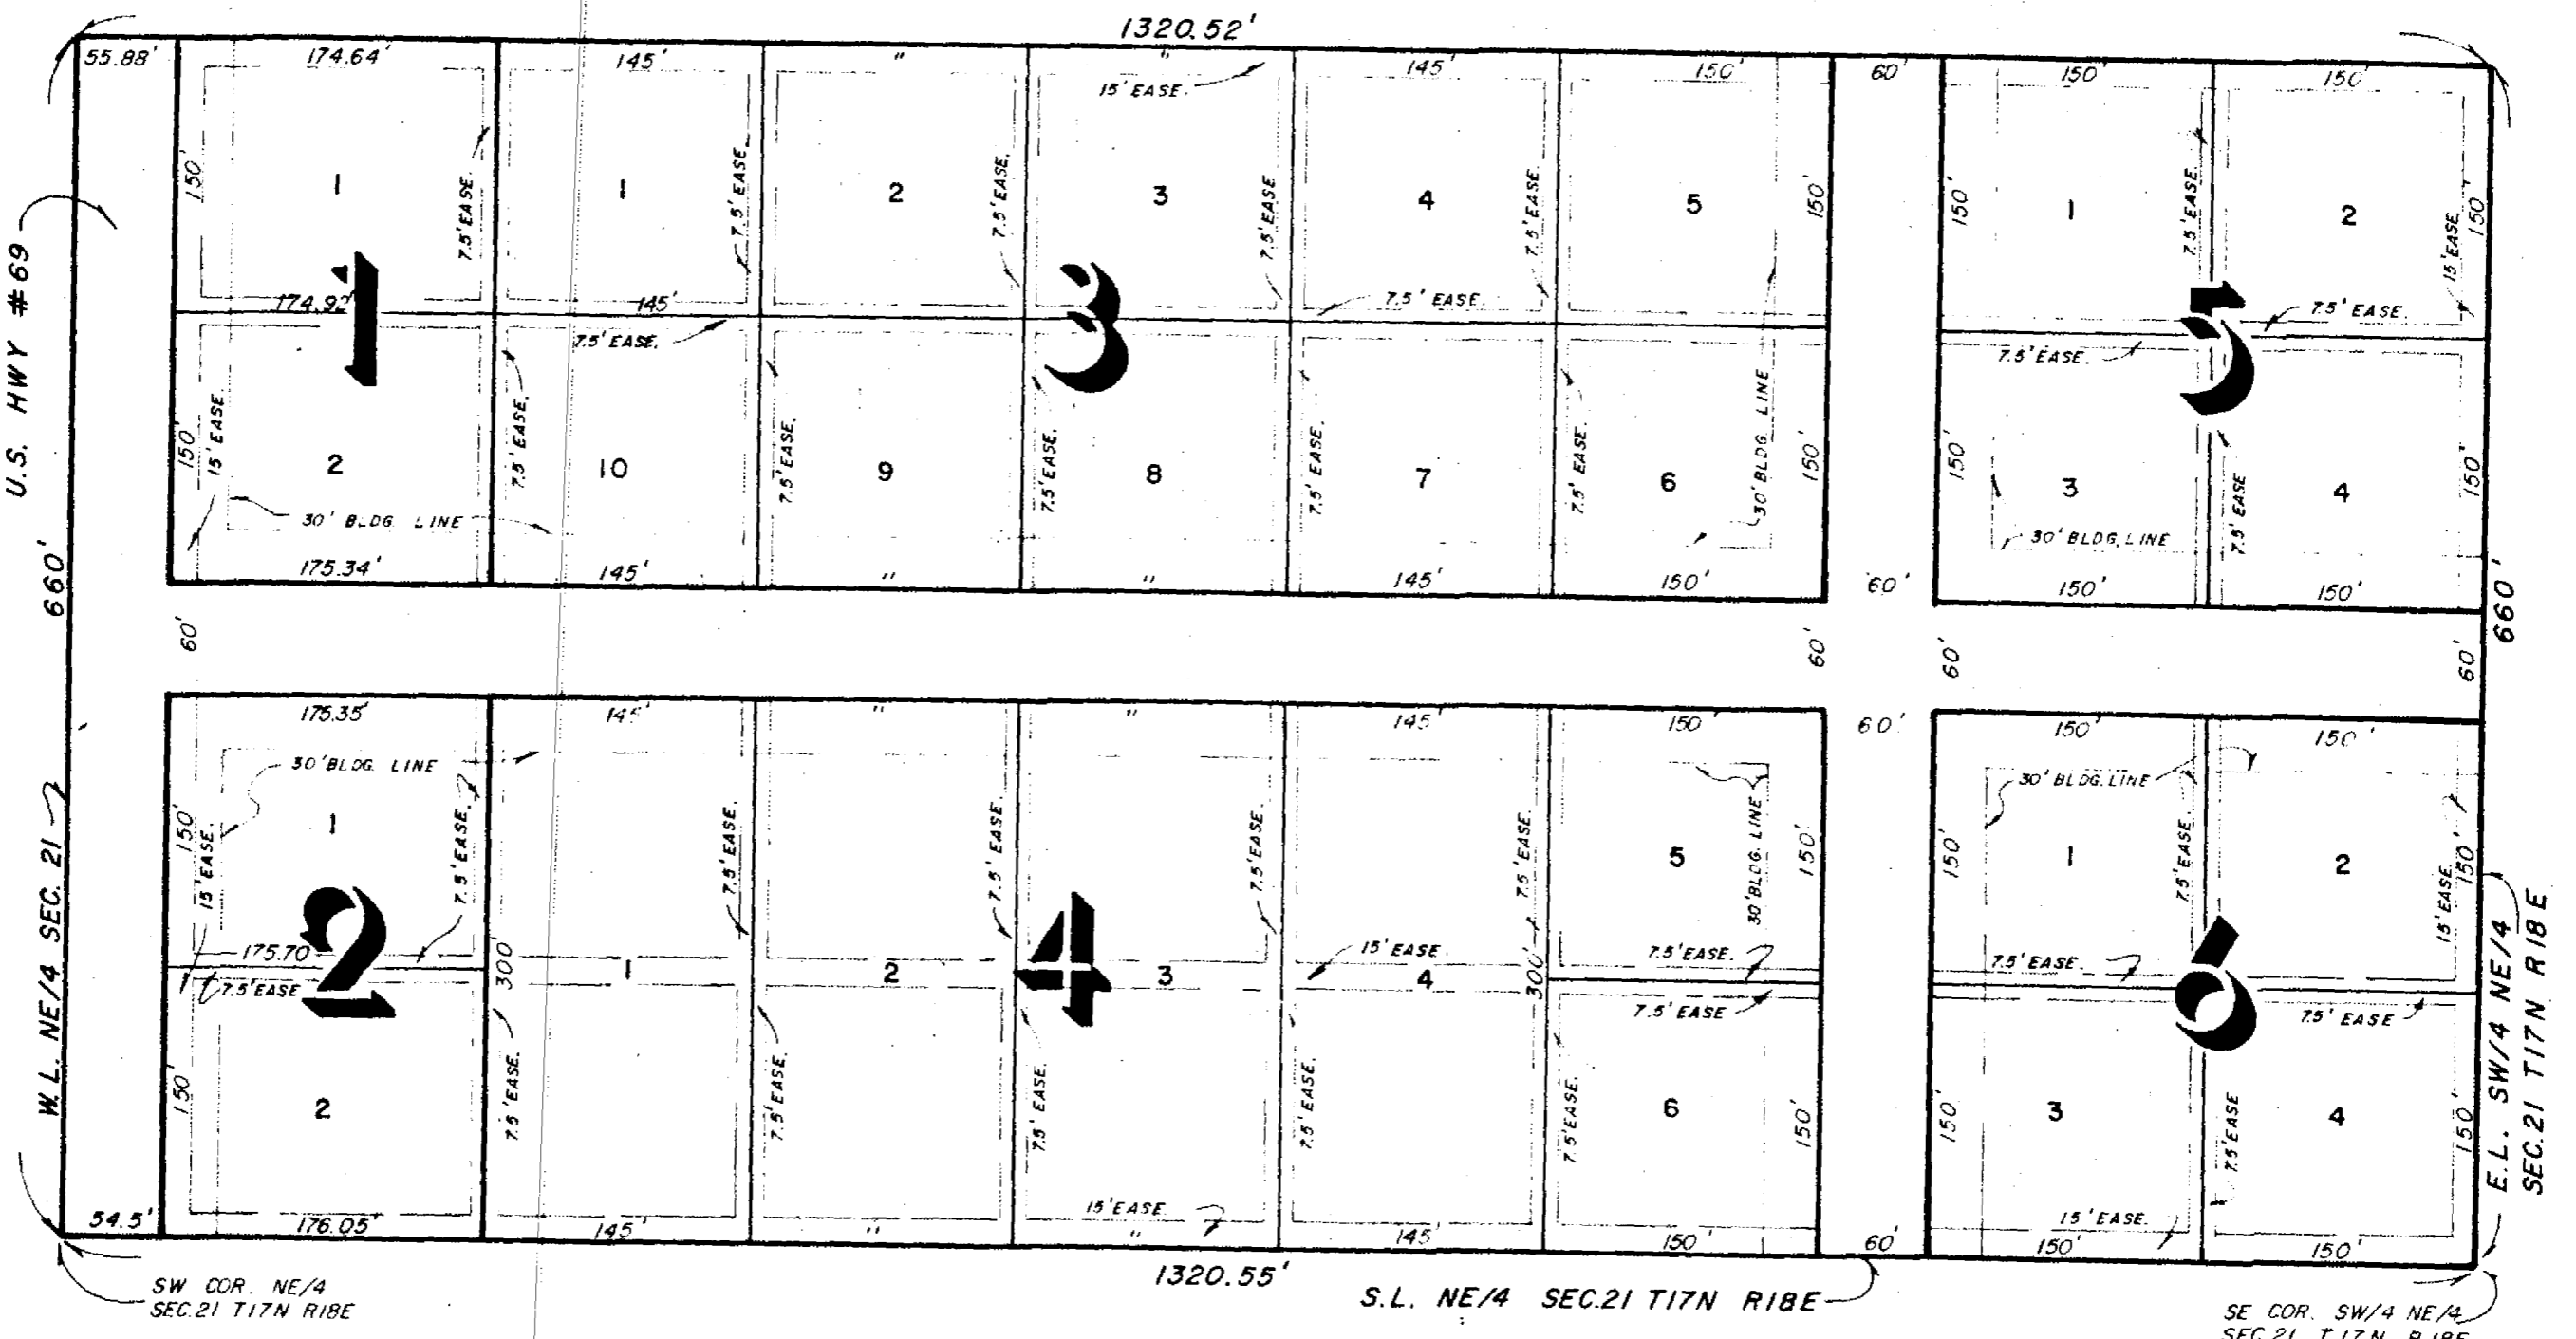 1320.52'
55.88' 174.64' 145' " " 145' 150' 60' 150' 150'
15' EASE.
150' 7.5' EASE. 7.5' EASE. 7.5' EASE. 7.5' EASE. 7.5' EASE. 150' 150' 7.5' EASE. 15' EASE. 150'
1 1 2 3 4 5 1 2
U.S. HWY #69
1 3 5
174.92' 145' 7.5' EASE. 7.5' EASE.
7.5' EASE. 7.5' EASE.
150' 15' EASE. 7.5' EASE. 7.5' EASE. 7.5' EASE. 7.5' EASE. 7.5' EASE. 30' BLDG. LINE 150' 150' 7.5' EASE 150'
2 10 9 8 7 6 3 4
30' BLDG. LINE 30' BLDG. LINE
175.34' 145' " " 145' 150' 60' 150' 150'
660' 60' 60' 60' 60' 660'
175.35' 145' " " 145' 150' 60' 150' 150'
30' BLDG. LINE 30' BLDG. LINE
150' 15' EASE. 7.5' EASE. 7.5' EASE. 7.5' EASE. 7.5' EASE. 7.5' EASE. 30' BLDG. LINE 150' 150' 7.5' EASE. 15' EASE. 150'
1 5 1 2
W.L. NE/4 SEC. 21
2 4 6
175.70' 15' EASE. 7.5' EASE. 7.5' EASE.
7.5' EASE 300' 1 2 3 4 300' 7.5' EASE 7.5' EASE
150' 7.5' EASE. 7.5' EASE. 7.5' EASE. 7.5' EASE. 7.5' EASE. 150' 150' 7.5' EASE 150'
2 6 3 4
E.L. SW/4 NE/4
SEC.21 T17N R18E
15' EASE. 15' EASE.
54.5' 176.05' 145' " " 145' 150' 60' 150' 150'
1320.55'
S.L. NE/4 SEC.21 T17N R18E
SW COR. NE/4
SEC.21 T17N R18E
SE COR. SW/4 NE/4
SEC.21 T17N R18E